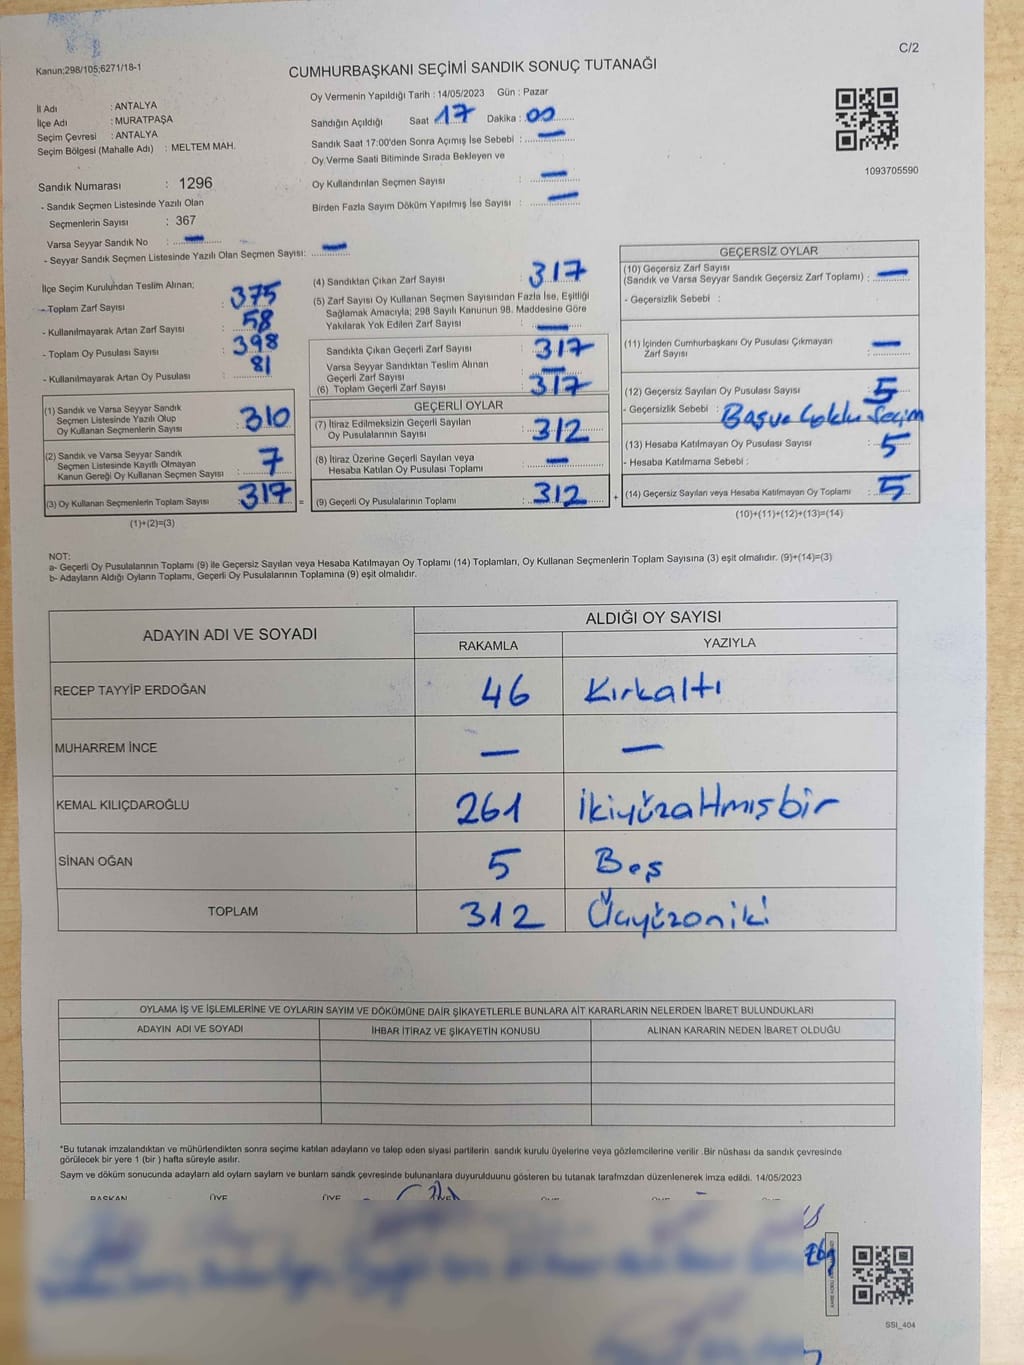 C/2
Kanun;298/105;6271/18-1
CUMHURBAŞKANI SEÇİMİ SANDIK SONUÇ TUTANAĞI
İl Adı : ANTALYA
İlçe Adı : MURATPAŞA
Seçim Çevresi : ANTALYA
Seçim Bölgesi (Mahalle Adı) : MELTEM MAH.
Oy Vermenin Yapıldığı Tarih : 14/05/2023 Gün : Pazar
Sandığın Açıldığı Saat 17 Dakika : 00
Sandık Saat 17:00'den Sonra Açımış İse Sebebi : —
Oy Verme Saati Bitiminde Sırada Bekleyen ve
Oy Kullandırılan Seçmen Sayısı : —
Birden Fazla Sayım Döküm Yapılmış İse Sayısı : —
1093705590
Sandık Numarası : 1296
- Sandık Seçmen Listesinde Yazılı Olan
Seçmenlerin Sayısı : 367
Varsa Seyyar Sandık No : —
- Seyyar Sandık Seçmen Listesinde Yazılı Olan Seçmen Sayısı: —
İlçe Seçim Kurulundan Teslim Alınan;
- Toplam Zarf Sayısı : 375
- Kullanılmayarak Artan Zarf Sayısı : 58
- Toplam Oy Pusulası Sayısı : 398
- Kullanılmayarak Artan Oy Pusulası : 81
(1) Sandık ve Varsa Seyyar Sandık
Seçmen Listesinde Yazılı Olup
Oy Kullanan Seçmenlerin Sayısı : 310
(2) Sandık ve Varsa Seyyar Sandık
Seçmen Listesinde Kayıtlı Olmayan
Kanun Gereği Oy Kullanan Seçmen Sayısı : 7
(3) Oy Kullanan Seçmenlerin Toplam Sayısı : 317 =
(1)+(2)=(3)
(4) Sandıktan Çıkan Zarf Sayısı : 317
(5) Zarf Sayısı Oy Kullanan Seçmen Sayısından Fazla İse, Eşitliği
Sağlamak Amacıyla; 298 Sayılı Kanunun 98. Maddesine Göre
Yakılarak Yok Edilen Zarf Sayısı : —
Sandıkta Çıkan Geçerli Zarf Sayısı : 317
Varsa Seyyar Sandıktan Teslim Alınan
Geçerli Zarf Sayısı : —
(6) Toplam Geçerli Zarf Sayısı : 317
GEÇERLİ OYLAR
(7) İtiraz Edilmeksizin Geçerli Sayılan
Oy Pusulalarının Sayısı : 312
(8) İtiraz Üzerine Geçerli Sayılan veya
Hesaba Katılan Oy Pusulası Toplamı : —
(9) Geçerli Oy Pusulalarının Toplamı : 312 +
GEÇERSİZ OYLAR
(10) Geçersiz Zarf Sayısı
(Sandık ve Varsa Seyyar Sandık Geçersiz Zarf Toplamı) : —
- Geçersizlik Sebebi :
(11) İçinden Cumhurbaşkanı Oy Pusulası Çıkmayan
Zarf Sayısı : —
(12) Geçersiz Sayılan Oy Pusulası Sayısı : 5
- Geçersizlik Sebebi : Seçim
(13) Hesaba Katılmayan Oy Pusulası Sayısı : 5
- Hesaba Katılmama Sebebi :
(14) Geçersiz Sayılan veya Hesaba Katılmayan Oy Toplamı : 5
(10)+(11)+(12)+(13)=(14)
NOT:
a- Geçerli Oy Pusulalarının Toplamı (9) ile Geçersiz Sayılan veya Hesaba Katılmayan Oy Toplamı (14) Toplamları, Oy Kullanan Seçmenlerin Toplam Sayısına (3) eşit olmalıdır. (9)+(14)=(3)
b- Adayların Aldığı Oyların Toplamı, Geçerli Oy Pusulalarının Toplamına (9) eşit olmalıdır.
ADAYIN ADI VE SOYADI
ALDIĞI OY SAYISI
RAKAMLA YAZIYLA
RECEP TAYYİP ERDOĞAN 46 Kırkaltı
MUHARREM İNCE — —
KEMAL KILIÇDAROĞLU 261 İkiyüzaltmışbir
SİNAN OĞAN 5 Beş
TOPLAM 312 Üçyüzoniki
OYLAMA İŞ VE İŞLEMLERİNE VE OYLARIN SAYIM VE DÖKÜMÜNE DAİR ŞİKAYETLERLE BUNLARA AİT KARARLARIN NELERDEN İBARET BULUNDUKLARI
ADAYIN ADI VE SOYADI İHBAR İTİRAZ VE ŞİKAYETİN KONUSU ALINAN KARARIN NEDEN İBARET OLDUĞU
*Bu tutanak imzalandıktan ve mühürlendikten sonra seçime katılan adayların ve talep eden siyasi partilerin sandık kurulu üyelerine veya gözlemcilerine verilir .Bir nüshası da sandık çevresinde
görülecek bir yere 1 (bir ) hafta süreyle asılır.
Sayım ve döküm sonucunda adayların ald oyların sayların ve bunların sandk çevresinde bulunanlara duyurulduunu gösteren bu tutanak tarafmzdan düzenlenerek imza edildi. 14/05/2023
BAŞKAN ÜYE ÜYE ÜYE
SSI_404